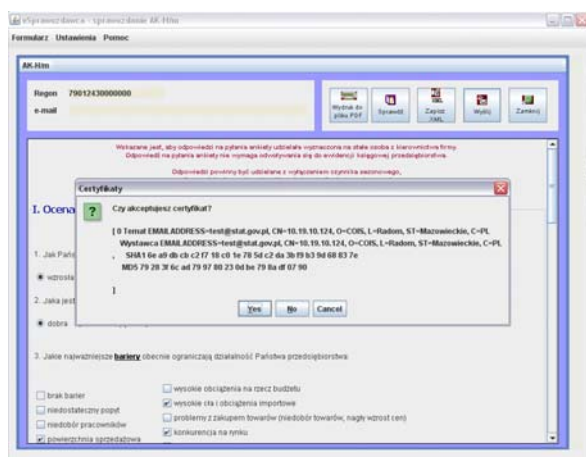 eSprawozdawca - sprawozdanie AK-H/m
Formularz Ustawienia Pomoc
AK-H/m
Regon 79012430000000
e-mail
Wydruk do pliku PDF
Sprawdź
Zapisz XML
Wyślij
Zamknij
Wskazane jest, aby odpowiedzi na pytania ankiety udzielała wyznaczona na stałe osoba z kierownictwa firmy.
Odpowiedź na pytania ankiety nie wymaga odwoływania się do ewidencji księgowej przedsiębiorstwa.
Odpowiedzi powinny być udzielane z wyłączeniem czynnika sezonowego,
Certyfikaty
I. Ocena
Czy akceptujesz certyfikat?
[ 0 Temat EMAILADDRESS=test@stat.gov.pl, CN=10.19.10.124, O=COIS, L=Radom, ST=Mazowieckie, C=PL
Wystawca EMAILADDRESS=test@stat.gov.pl, CN=10.19.10.124, O=COIS, L=Radom, ST=Mazowieckie, C=PL
, SHA1 6e a9 db cb c2 f7 18 c0 1e 78 5d c2 da 3b f9 b3 9d 68 83 7e
MD5 79 28 3f 6c ad 79 97 80 23 0d be 79 8a df 07 90
]
1. Jak Pańs
wzrosła
2. Jaka jest
dobra
Yes No Cancel
3. Jakie najważniejsze bariery obecnie ograniczają działalność Państwa przedsiębiorstwa:
brak barier
niedostateczny popyt
niedobór pracowników
powierzchnia sprzedażowa
wysokie obciążenia na rzecz budżetu
wysokie cła i obciążenia importowe
problemy z zakupem towarów (niedobór towarów, nagły wzrost cen)
konkurencja na rynku